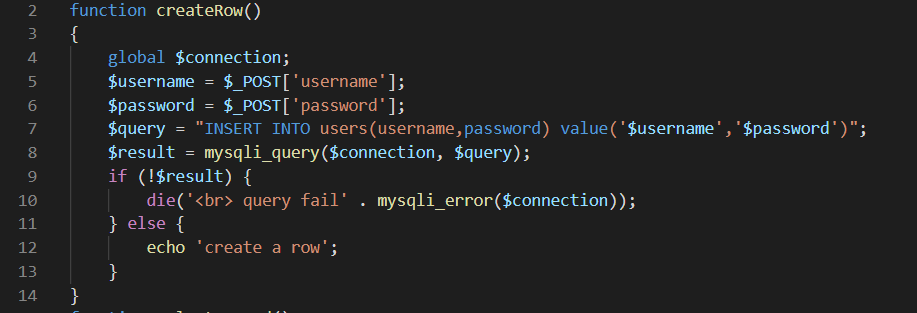 2 function createRow()
3 {
4 global $connection;
5 $username = $_POST['username'];
6 $password = $_POST['password'];
7 $query = "INSERT INTO users(username,password) value('$username','$password')";
8 $result = mysqli_query($connection, $query);
9 if (!$result) {
10 die('<br> query fail' . mysqli_error($connection));
11 } else {
12 echo 'create a row';
13 }
14 }